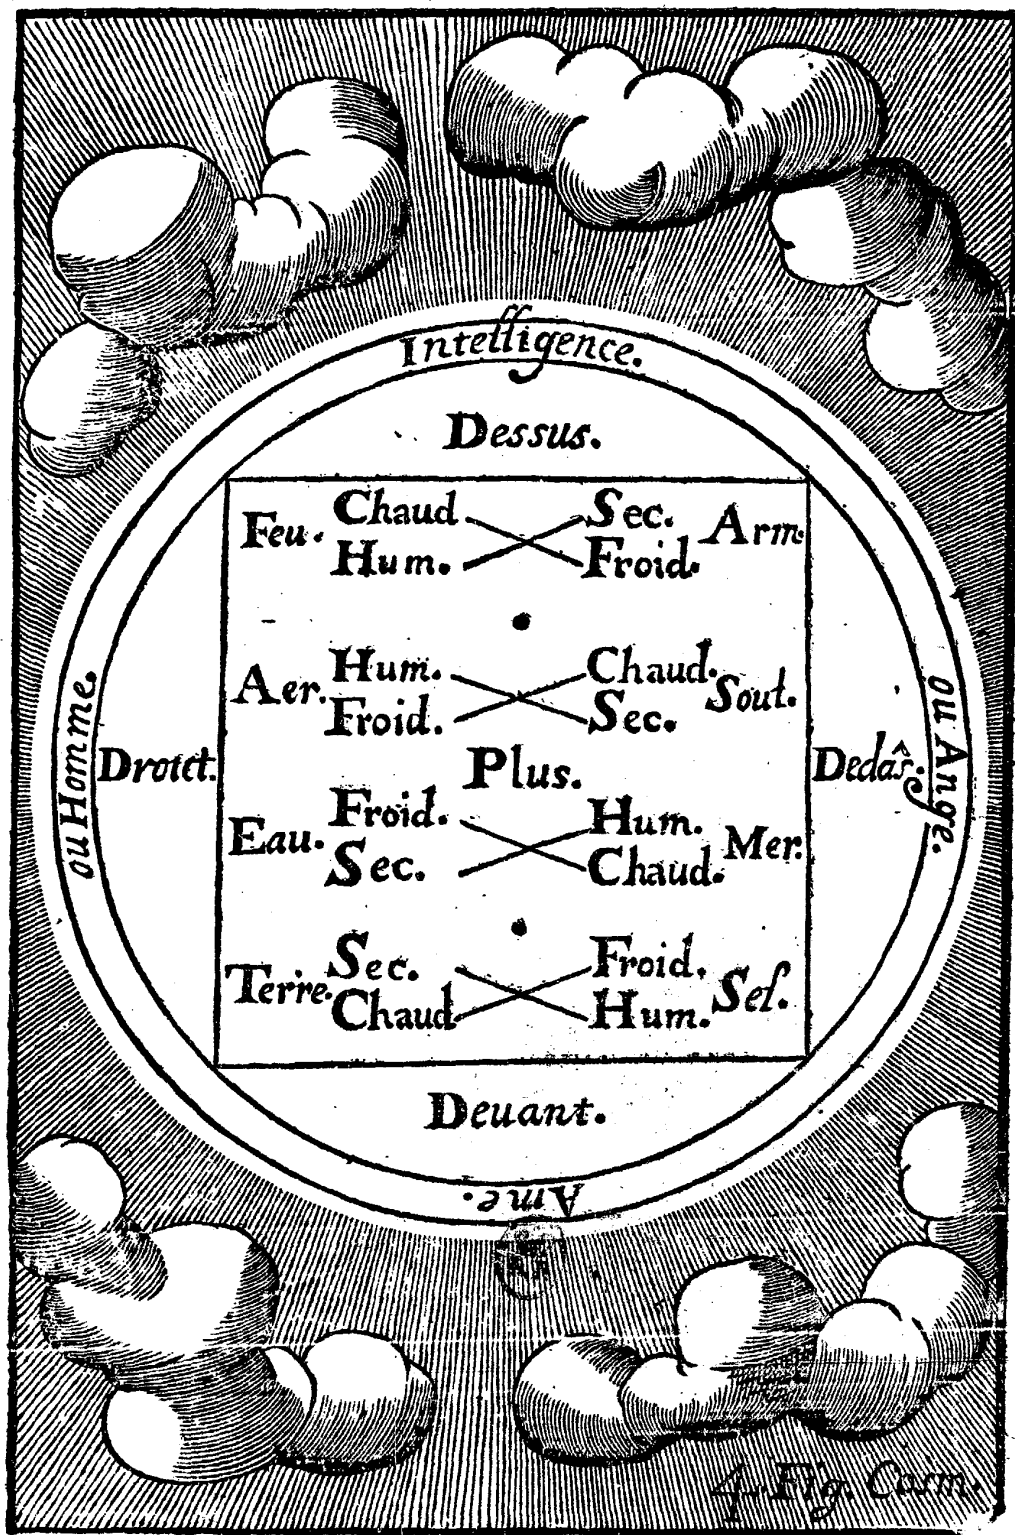 Intelligence.
Dessus.
Feu. Chaud Sec. Arm.
Hum. Froid.
Aer. Hum. Chaud. Sout.
Froid. Sec.
Plus.
ou Homme. Droict. Dedâs. ou Ange.
Eau. Froid. Hum. Mer.
Sec. Chaud.
Terre. Sec. Froid. Sel.
Chaud Hum.
Deuant.
Ame.
4. Fig. Cosm.